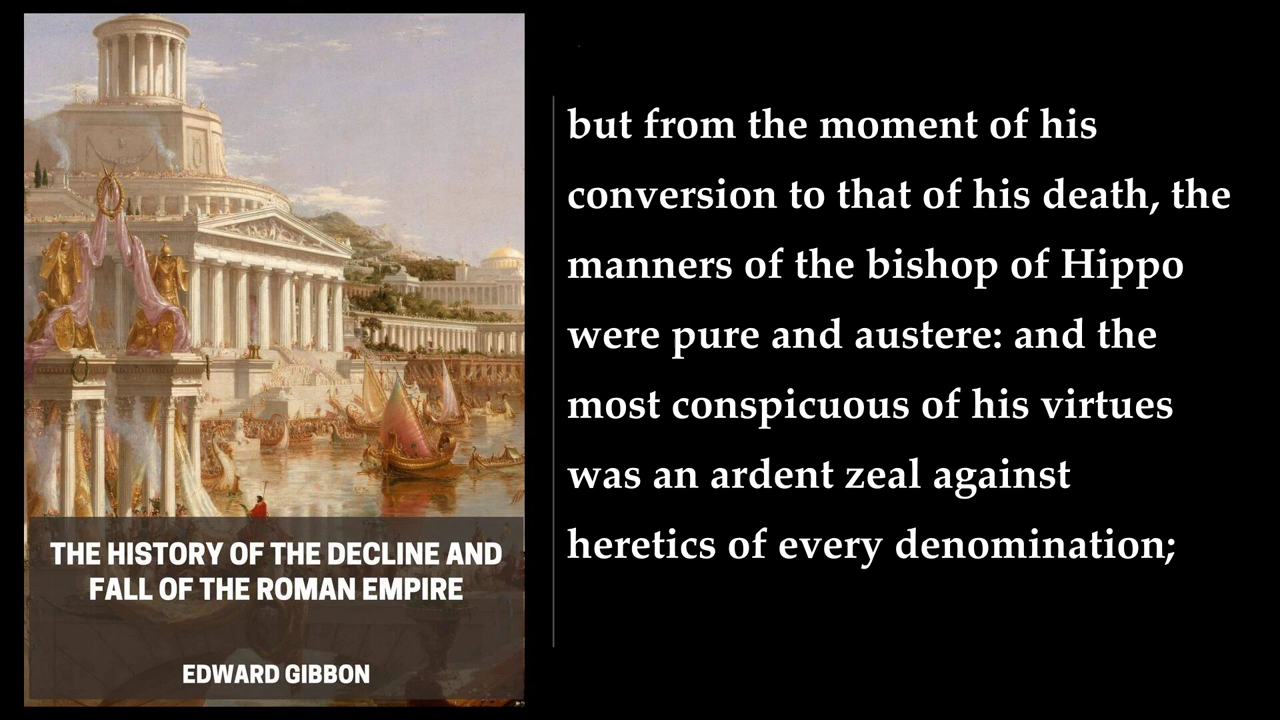 THE HISTORY OF THE DECLINE AND
FALL OF THE ROMAN EMPIRE
EDWARD GIBBON
but from the moment of his
conversion to that of his death, the
manners of the bishop of Hippo
were pure and austere: and the
most conspicuous of his virtues
was an ardent zeal against
heretics of every denomination;